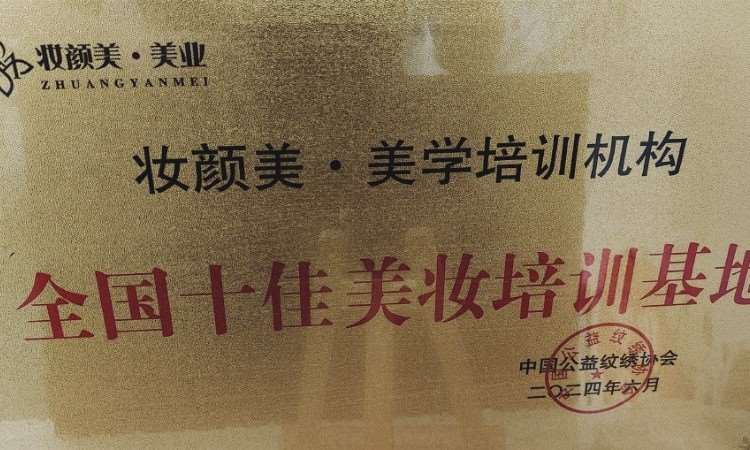 妆颜美·美业
ZHUANGYANMEI
妆颜美·美学培训机构
全国十佳美妆培训基地
中国公益纹绣协会
二〇二四年六月